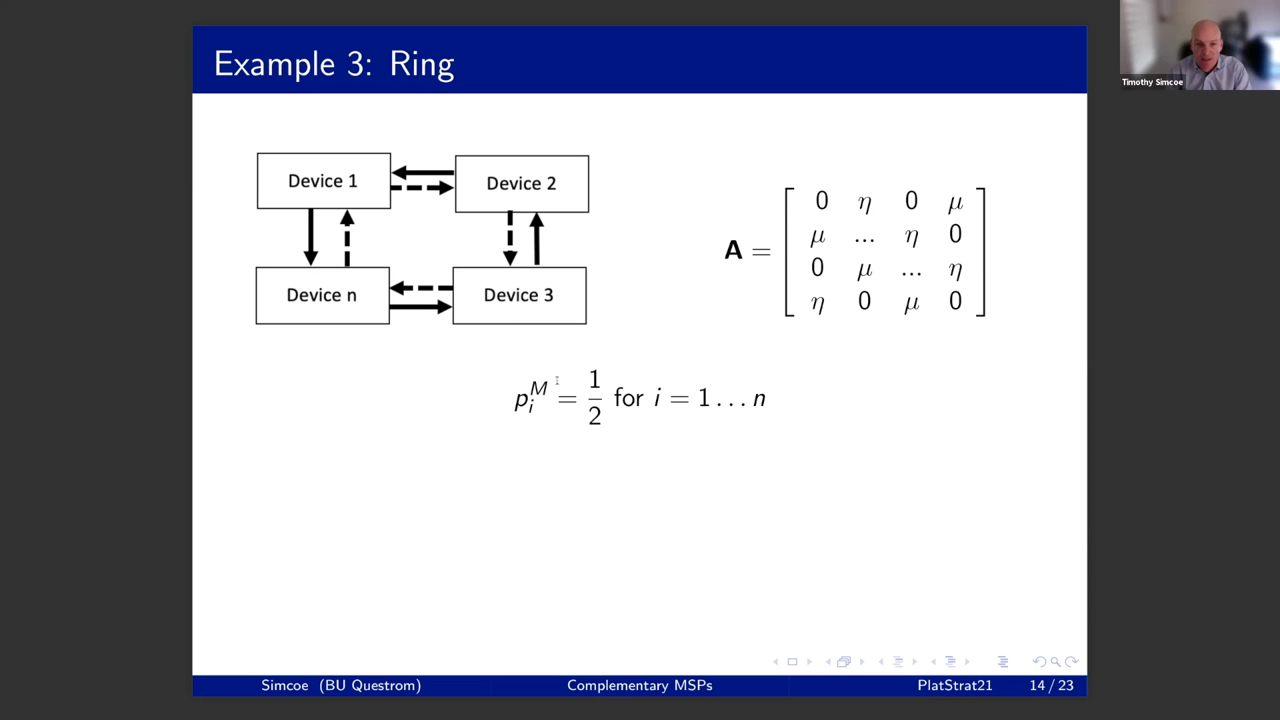 Example 3: Ring
Timothy Simcoe
Device 1
Device 2
Device n
Device 3
A = [ 0 η 0 μ
μ ... η 0
0 μ ... η
η 0 μ 0 ]
p_i^M = 1/2 for i = 1 . . . n
Simcoe (BU Questrom)
Complementary MSPs
PlatStrat21
14 / 23